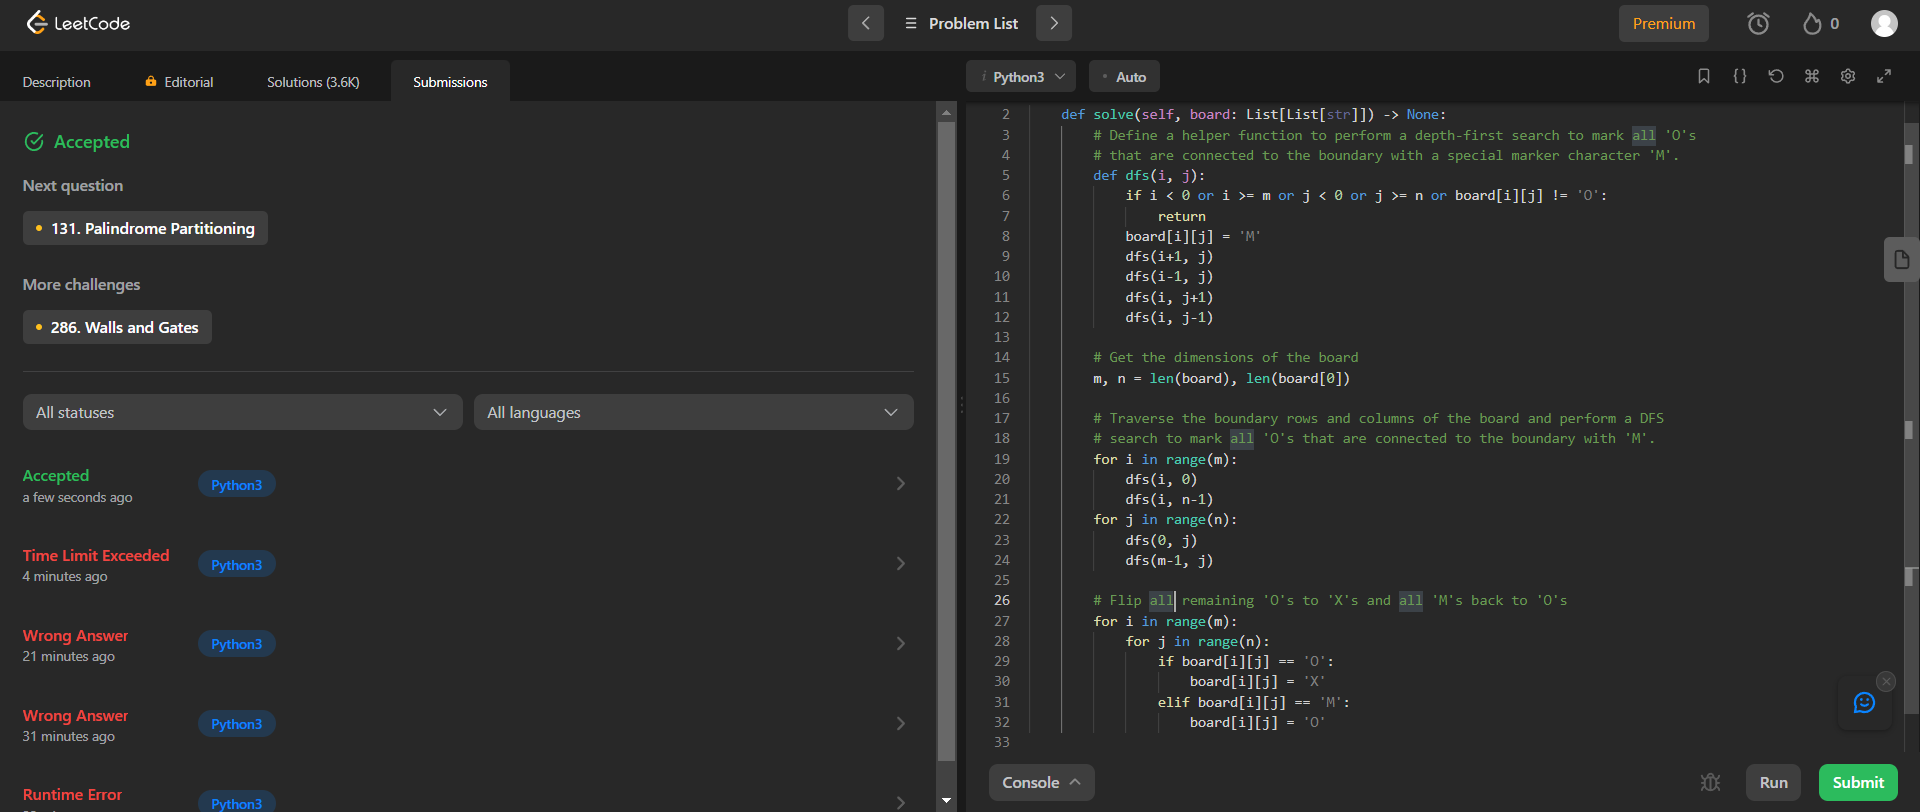 LeetCode
Problem List
Premium
0
Description
Editorial
Solutions (3.6K)
Submissions
Accepted
Next question
131. Palindrome Partitioning
More challenges
286. Walls and Gates
All statuses
All languages
Accepted
a few seconds ago
Python3
Time Limit Exceeded
4 minutes ago
Python3
Wrong Answer
21 minutes ago
Python3
Wrong Answer
31 minutes ago
Python3
Runtime Error
Python3
i Python3
Auto
2 def solve(self, board: List[List[str]]) -> None:
3 # Define a helper function to perform a depth-first search to mark all 'O's
4 # that are connected to the boundary with a special marker character 'M'.
5 def dfs(i, j):
6 if i < 0 or i >= m or j < 0 or j >= n or board[i][j] != 'O':
7 return
8 board[i][j] = 'M'
9 dfs(i+1, j)
10 dfs(i-1, j)
11 dfs(i, j+1)
12 dfs(i, j-1)
13
14 # Get the dimensions of the board
15 m, n = len(board), len(board[0])
16
17 # Traverse the boundary rows and columns of the board and perform a DFS
18 # search to mark all 'O's that are connected to the boundary with 'M'.
19 for i in range(m):
20 dfs(i, 0)
21 dfs(i, n-1)
22 for j in range(n):
23 dfs(0, j)
24 dfs(m-1, j)
25
26 # Flip all remaining 'O's to 'X's and all 'M's back to 'O's
27 for i in range(m):
28 for j in range(n):
29 if board[i][j] == 'O':
30 board[i][j] = 'X'
31 elif board[i][j] == 'M':
32 board[i][j] = 'O'
33
Console
Run
Submit